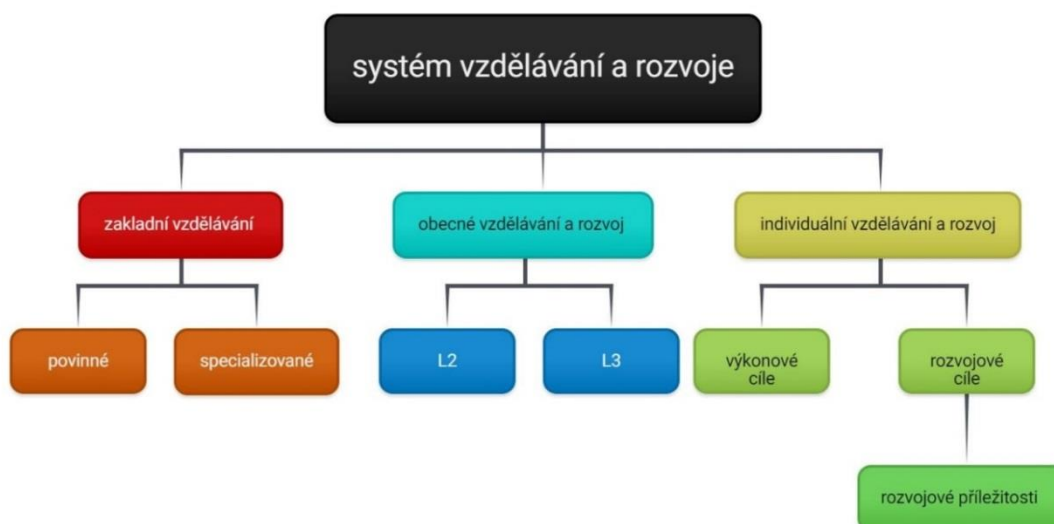 systém vzdělávání a rozvoje
zakladní vzdělávání
obecné vzdělávání a rozvoj
individuální vzdělávání a rozvoj
povinné
specializované
L2
L3
výkonové
cíle
rozvojové
cíle
rozvojové příležitosti